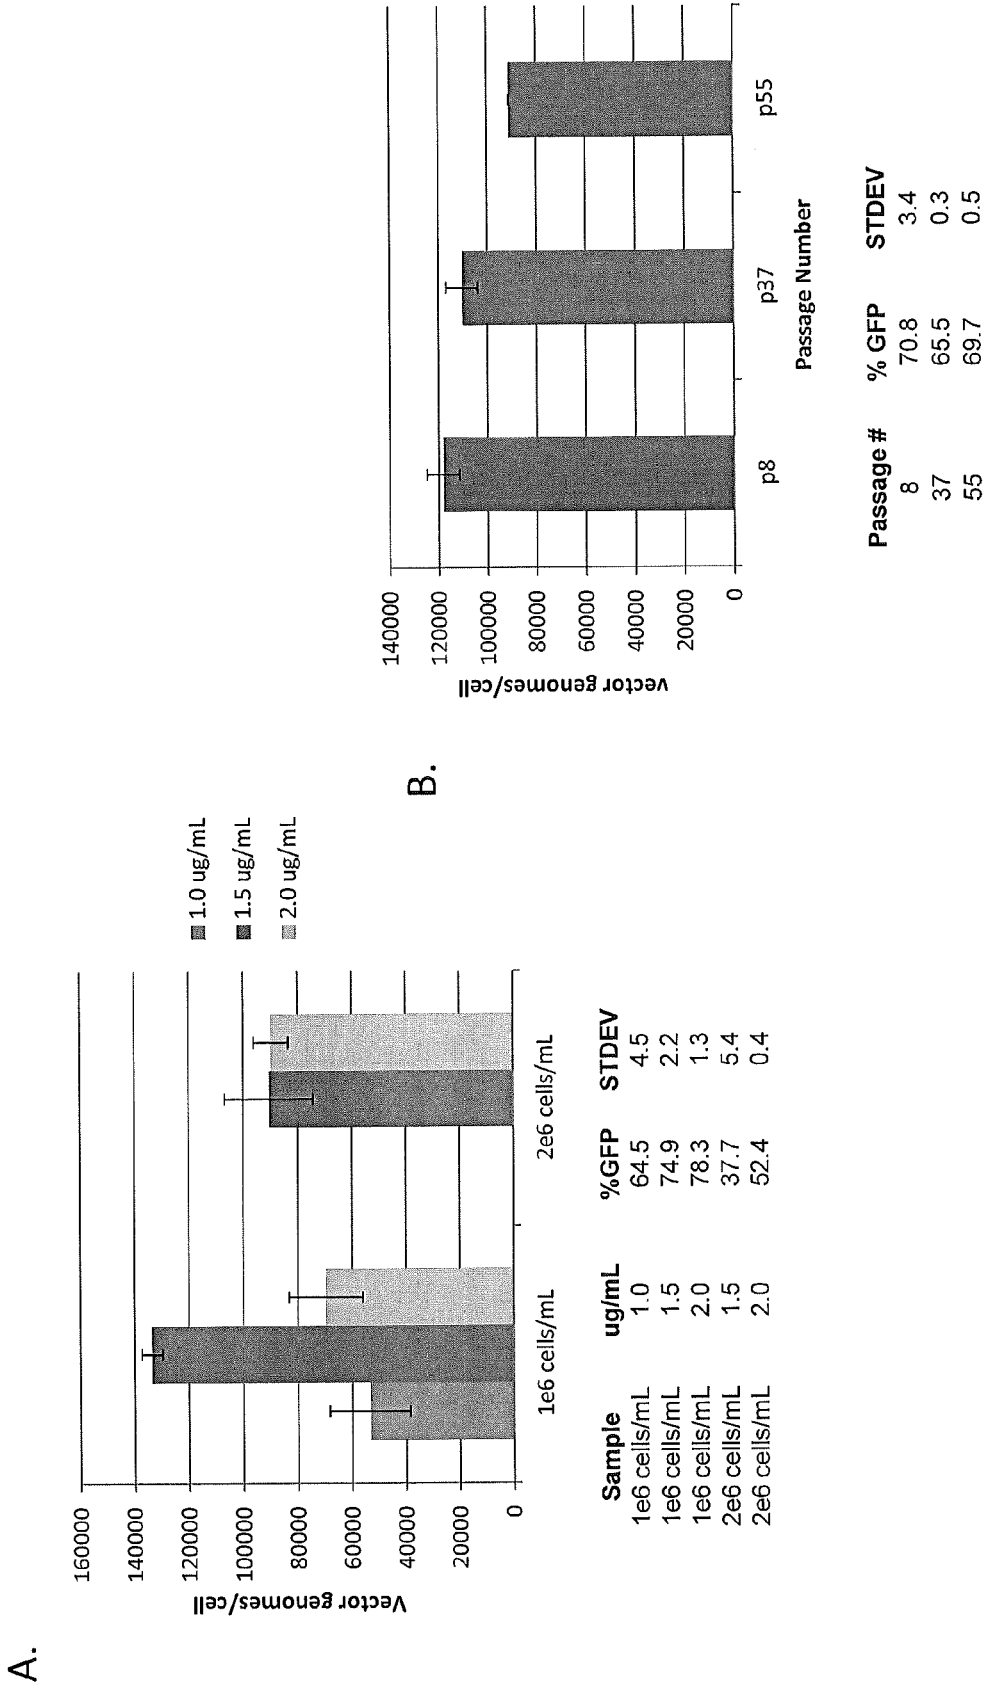 A.
Vector genomes/cell
160000
140000
120000
100000
80000
60000
40000
20000
0
1e6 cells/mL
2e6 cells/mL
1.0 ug/mL
1.5 ug/mL
2.0 ug/mL
Sample ug/mL %GFP STDEV
1e6 cells/mL 1.0 64.5 4.5
1e6 cells/mL 1.5 74.9 2.2
1e6 cells/mL 2.0 78.3 1.3
2e6 cells/mL 1.5 37.7 5.4
2e6 cells/mL 2.0 52.4 0.4
B.
vector genomes/cell
140000
120000
100000
80000
60000
40000
20000
0
p8
p37
p55
Passage Number
Passage # % GFP STDEV
8 70.8 3.4
37 65.5 0.3
55 69.7 0.5